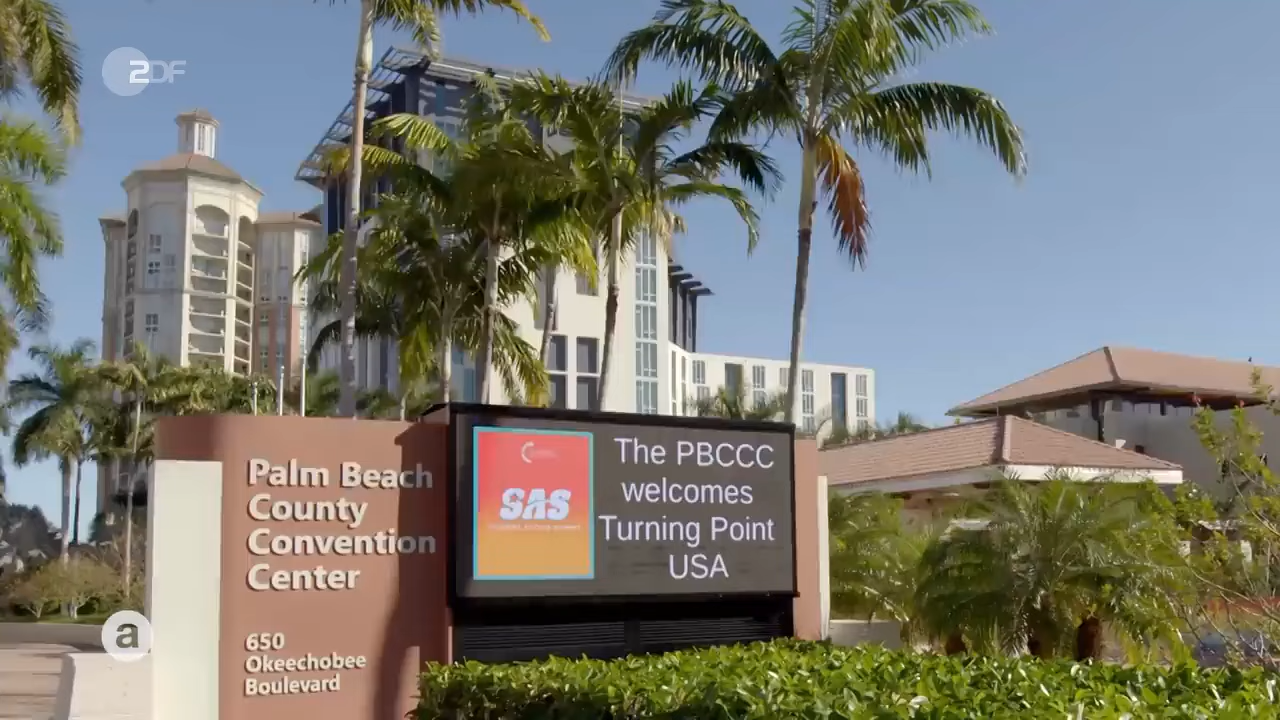 2DF
Palm Beach
County
Convention
Center
650
Okeechobee
Boulevard
SAS
The PBCCC
welcomes
Turning Point
USA
a